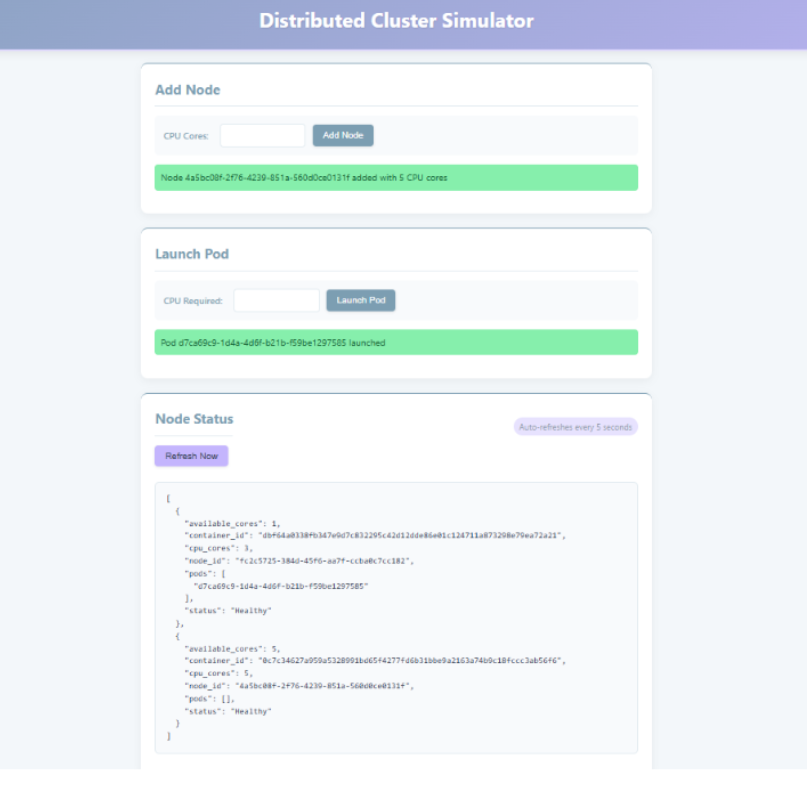 Distributed Cluster Simulator
Add Node
CPU Cores:
Add Node
Node 4a5bc08f-2f76-4239-851a-560d0ce0131f added with 5 CPU cores
Launch Pod
CPU Required:
Launch Pod
Pod d7ca69c9-1d4a-4d6f-b21b-f59be1297585 launched
Node Status
Auto-refreshes every 5 seconds
Refresh Now
[
{
"available_cores": 1,
"container_id": "dbf64a0338fb347e9d7c832295c42d12dde86e01c124711a873298e79ea72a21",
"cpu_cores": 3,
"node_id": "fc2c5725-384d-45f6-aa7f-ccba0c7cc182",
"pods": [
"d7ca69c9-1d4a-4d6f-b21b-f59be1297585"
],
"status": "Healthy"
},
{
"available_cores": 5,
"container_id": "0c7c34627a959a5328991bd65f4277fd6b31bbe9a2163a74b9c18fccc3ab56f6",
"cpu_cores": 5,
"node_id": "4a5bc08f-2f76-4239-851a-560d0ce0131f",
"pods": [],
"status": "Healthy"
}
]